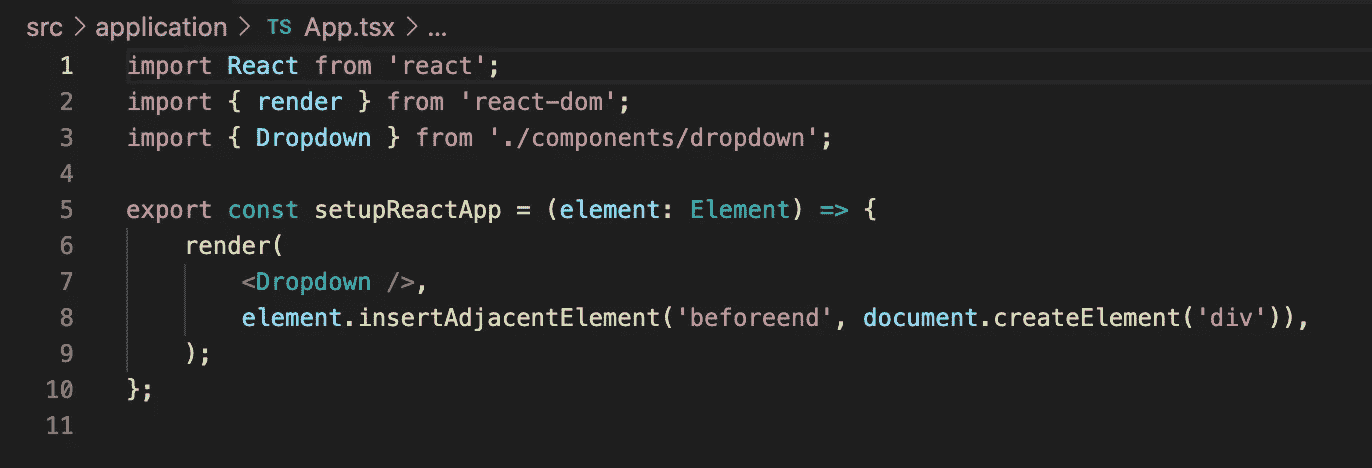 src > application > TS App.tsx > ...
1 import React from 'react';
2 import { render } from 'react-dom';
3 import { Dropdown } from './components/dropdown';
4
5 export const setupReactApp = (element: Element) => {
6     render(
7         <Dropdown />,
8         element.insertAdjacentElement('beforeend', document.createElement('div')),
9     );
10 };
11